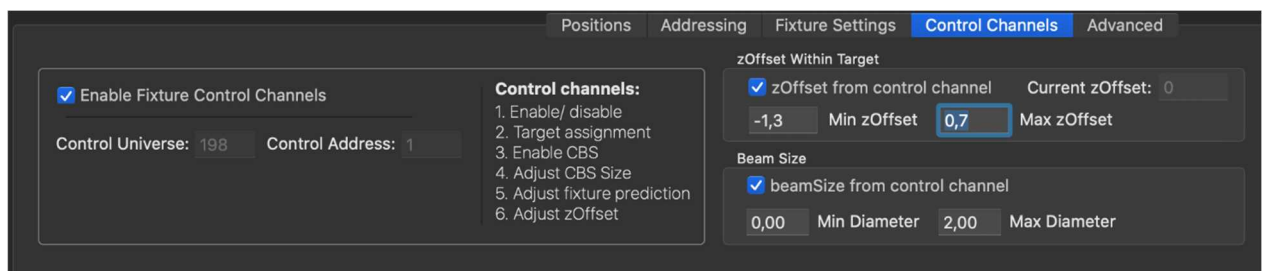 Positions Addressing Fixture Settings Control Channels Advanced
Enable Fixture Control Channels
Control Universe: 198 Control Address: 1
Control channels:
1. Enable/ disable
2. Target assignment
3. Enable CBS
4. Adjust CBS Size
5. Adjust fixture prediction
6. Adjust zOffset
zOffset Within Target
zOffset from control channel Current zOffset: 0
-1,3 Min zOffset 0,7 Max zOffset
Beam Size
beamSize from control channel
0,00 Min Diameter 2,00 Max Diameter